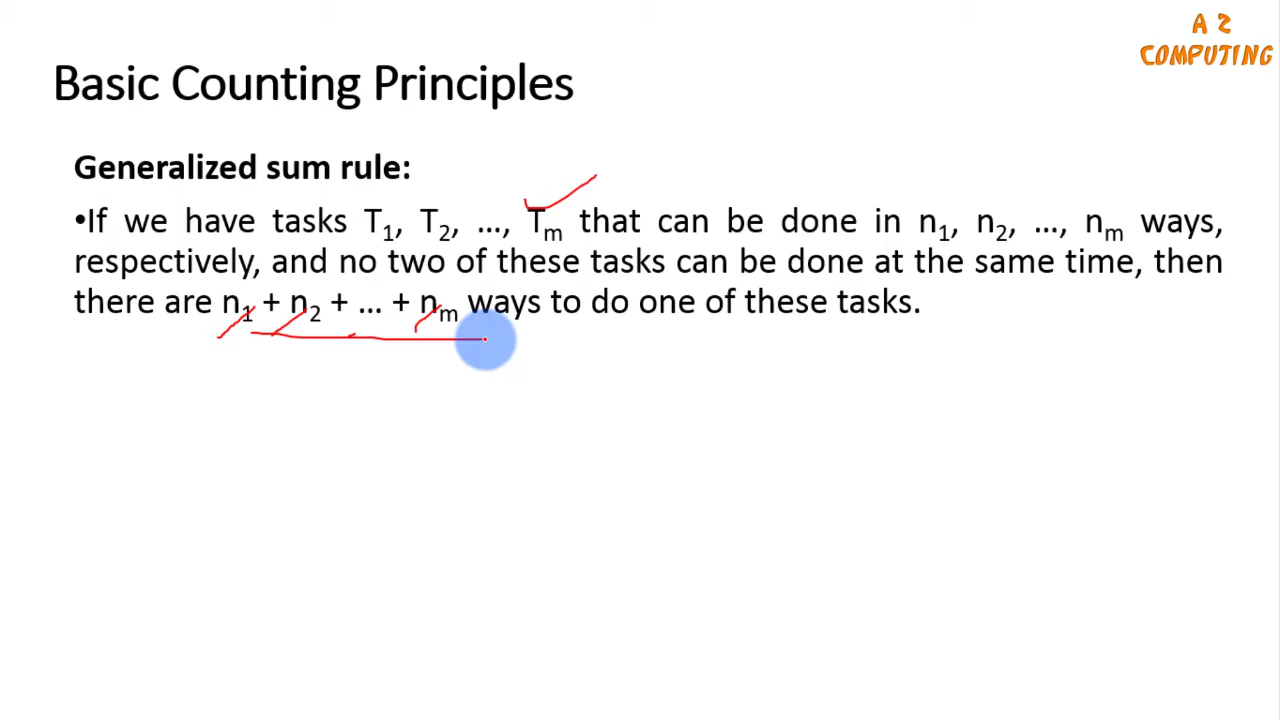 A Z
COMPUTING
Basic Counting Principles
Generalized sum rule:
•If we have tasks T₁, T₂, ..., Tₘ that can be done in n₁, n₂, ..., nₘ ways,
respectively, and no two of these tasks can be done at the same time, then
there are n₁ + n₂ + ... + nₘ ways to do one of these tasks.